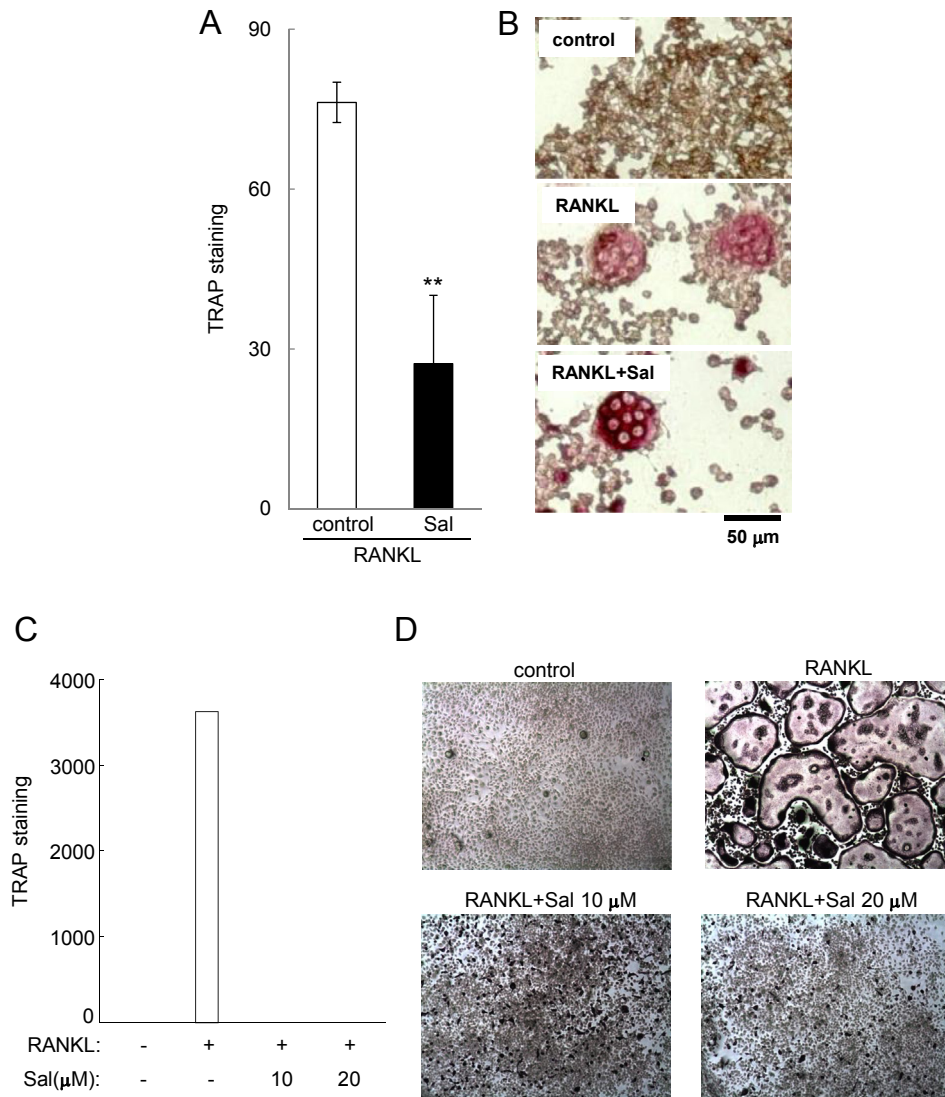 A
90
60
30
0
TRAP staining
**
control Sal
RANKL
B
control
RANKL
RANKL+Sal
50 μm
C
4000
3000
2000
1000
0
TRAP staining
RANKL: - + + +
Sal(μM): - - 10 20
D
control
RANKL
RANKL+Sal 10 μM
RANKL+Sal 20 μM